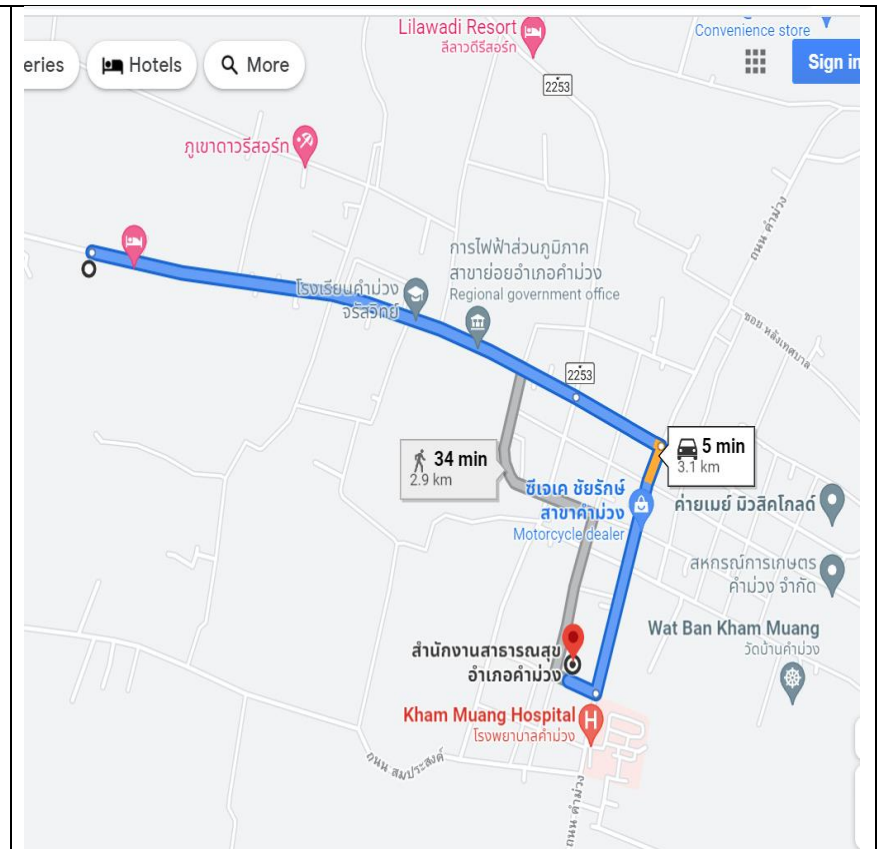 Lilawadi Resort
ลีลาวดีรีสอร์ท
Convenience store
eries
Hotels
More
Sign in
2253
ภูเขาดาวรีสอร์ท
ถนน คำม่วง
การไฟฟ้าส่วนภูมิภาค
สาขาย่อยอำเภอคำม่วง
Regional government office
โรงเรียนคำม่วง
จรัสวิทย์
ซอย หลังเทศบาล
2253
5 min
3.1 km
34 min
2.9 km
ซีเจเค ชัยรักษ์
สาขาคำม่วง
Motorcycle dealer
ค่ายเมย์ มิวสิคโกลด์
สหกรณ์การเกษตร
คำม่วง จำกัด
Wat Ban Kham Muang
วัดบ้านคำม่วง
สำนักงานสาธารณสุข
อำเภอคำม่วง
Kham Muang Hospital
โรงพยาบาลคำม่วง
H
ถนน สมประสงค์
ถนน คำม่วง